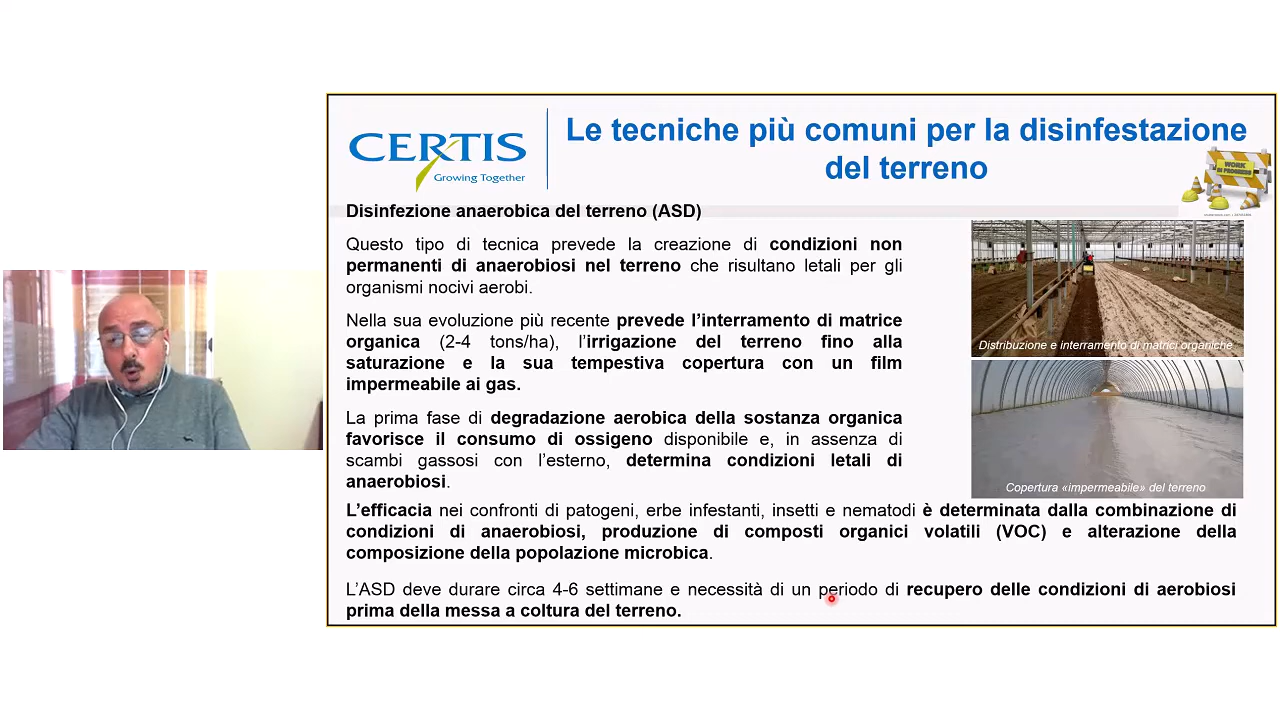 CERTIS
Growing Together
Le tecniche più comuni per la disinfestazione
del terreno
WORK
IN PROGRESS
Disinfezione anaerobica del terreno (ASD)
Questo tipo di tecnica prevede la creazione di condizioni non
permanenti di anaerobiosi nel terreno che risultano letali per gli
organismi nocivi aerobi.
Nella sua evoluzione più recente prevede l’interramento di matrice
organica (2-4 tons/ha), l’irrigazione del terreno fino alla
saturazione e la sua tempestiva copertura con un film
impermeabile ai gas.
La prima fase di degradazione aerobica della sostanza organica
favorisce il consumo di ossigeno disponibile e, in assenza di
scambi gassosi con l’esterno, determina condizioni letali di
anaerobiosi.
Distribuzione e interramento di matrici organiche
Copertura «impermeabile» del terreno
L’efficacia nei confronti di patogeni, erbe infestanti, insetti e nematodi è determinata dalla combinazione di
condizioni di anaerobiosi, produzione di composti organici volatili (VOC) e alterazione della
composizione della popolazione microbica.
L’ASD deve durare circa 4-6 settimane e necessità di un periodo di recupero delle condizioni di aerobiosi
prima della messa a coltura del terreno.